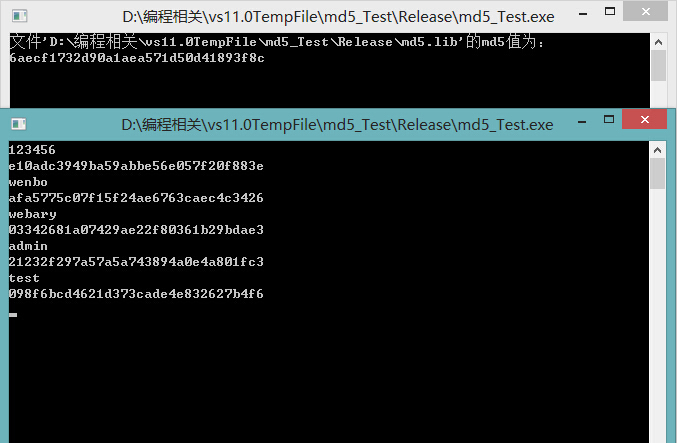 D:\编程相关\vs11.0TempFile\md5_Test\Release\md5_Test.exe
文件'D:\编程相关\vs11.0TempFile\md5_Test\Release\md5.lib'的md5值为：
6aecf1732d90a1aea571d50d41893f8c
D:\编程相关\vs11.0TempFile\md5_Test\Release\md5_Test.exe
123456
e10adc3949ba59abbe56e057f20f883e
wenbo
afa5775c07f15f24ae6763caec4c3426
webary
03342681a07429ae22f80361b29bdae3
admin
21232f297a57a5a743894a0e4a801fc3
test
098f6bcd4621d373cade4e832627b4f6